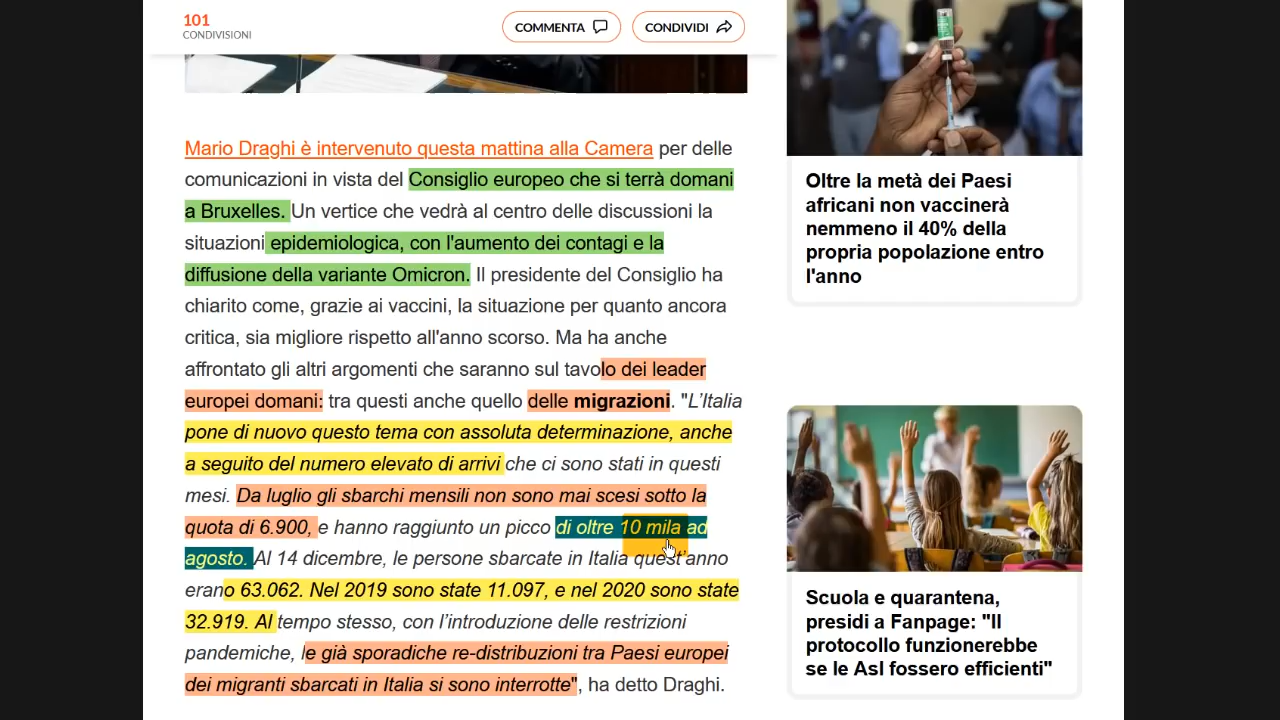 101
CONDIVISIONI
COMMENTA
CONDIVIDI
Mario Draghi è intervenuto questa mattina alla Camera per delle
comunicazioni in vista del Consiglio europeo che si terrà domani
a Bruxelles. Un vertice che vedrà al centro delle discussioni la
situazioni epidemiologica, con l'aumento dei contagi e la
diffusione della variante Omicron. Il presidente del Consiglio ha
chiarito come, grazie ai vaccini, la situazione per quanto ancora
critica, sia migliore rispetto all'anno scorso. Ma ha anche
affrontato gli altri argomenti che saranno sul tavolo dei leader
europei domani: tra questi anche quello delle migrazioni. "L’Italia
pone di nuovo questo tema con assoluta determinazione, anche
a seguito del numero elevato di arrivi che ci sono stati in questi
mesi. Da luglio gli sbarchi mensili non sono mai scesi sotto la
quota di 6.900, e hanno raggiunto un picco di oltre 10 mila ad
agosto. Al 14 dicembre, le persone sbarcate in Italia quest’anno
erano 63.062. Nel 2019 sono state 11.097, e nel 2020 sono state
32.919. Al tempo stesso, con l’introduzione delle restrizioni
pandemiche, le già sporadiche re-distribuzioni tra Paesi europei
dei migranti sbarcati in Italia si sono interrotte", ha detto Draghi.
Oltre la metà dei Paesi
africani non vaccinerà
nemmeno il 40% della
propria popolazione entro
l'anno
Scuola e quarantena,
presidi a Fanpage: "Il
protocollo funzionerebbe
se le Asl fossero efficienti"